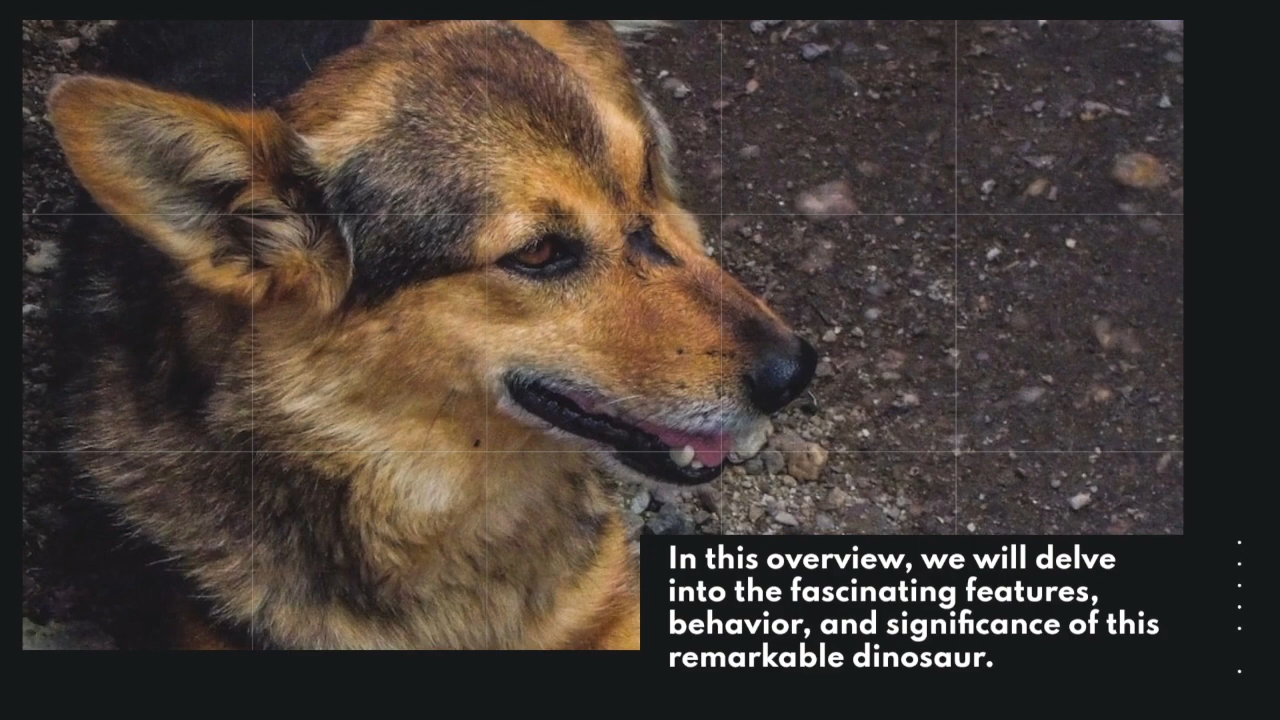 In this overview, we will delve
into the fascinating features,
behavior, and significance of this
remarkable dinosaur.